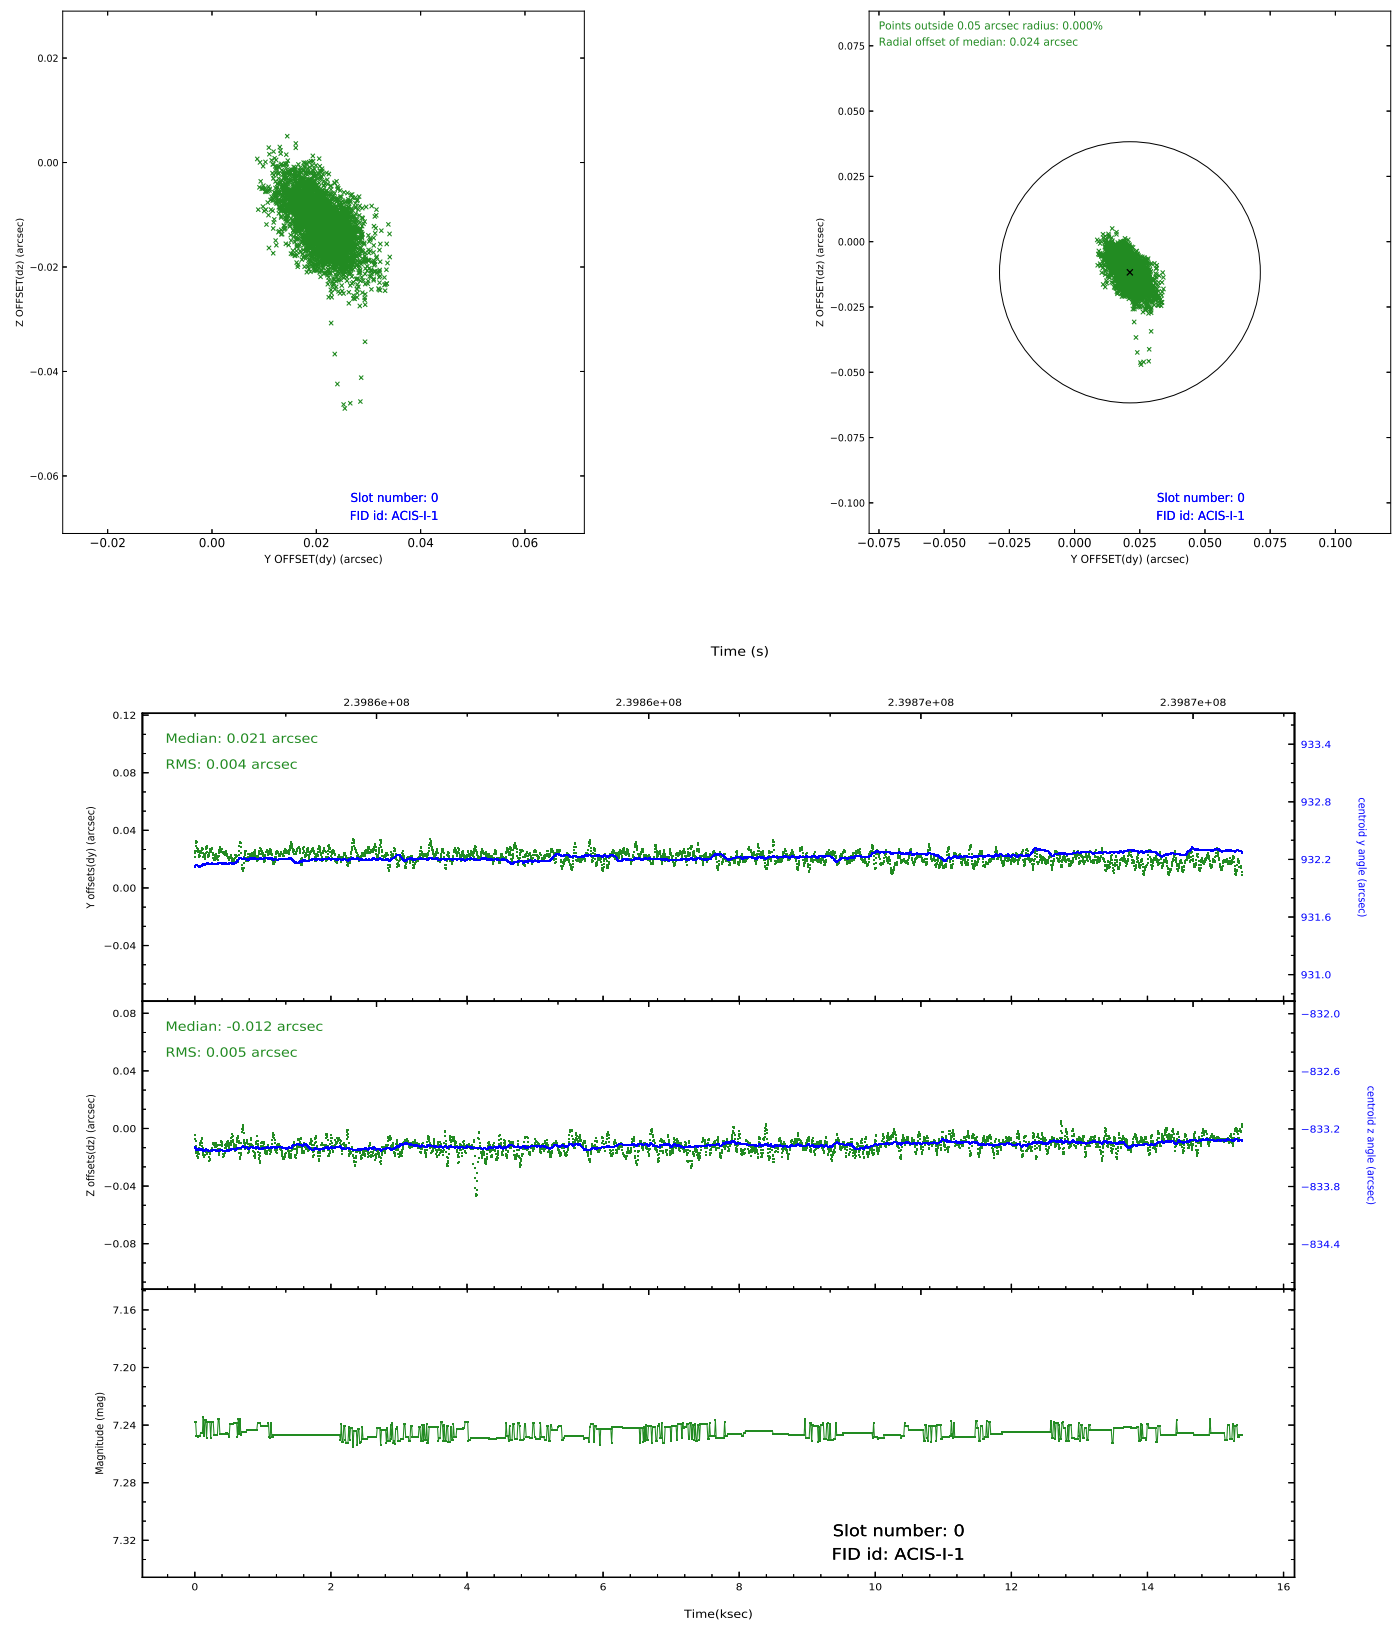 0.02
0.00
−0.02
−0.04
−0.06
Z OFFSET(dz) (arcsec)
Slot number: 0
FID id: ACIS-I-1
−0.02
0.00
0.02
0.04
0.06
Y OFFSET(dy) (arcsec)
Points outside 0.05 arcsec radius: 0.000%
Radial offset of median: 0.024 arcsec
0.075
0.050
0.025
0.000
−0.025
−0.050
−0.075
−0.100
Z OFFSET(dz) (arcsec)
Slot number: 0
FID id: ACIS-I-1
−0.075
−0.050
−0.025
0.000
0.025
0.050
0.075
0.100
Y OFFSET(dy) (arcsec)
Time (s)
2.3986e+08
2.3986e+08
2.3987e+08
2.3987e+08
Median: 0.021 arcsec
RMS: 0.004 arcsec
0.12
0.08
0.04
0.00
−0.04
Y offsets(dy) (arcsec)
933.4
932.8
932.2
931.6
931.0
centroid y angle (arcsec)
Median: -0.012 arcsec
RMS: 0.005 arcsec
0.08
0.04
0.00
−0.04
−0.08
Z offsets(dz) (arcsec)
−832.0
−832.6
−833.2
−833.8
−834.4
centroid z angle (arcsec)
7.16
7.20
7.24
7.28
7.32
Magnitude (mag)
Slot number: 0
FID id: ACIS-I-1
0
2
4
6
8
10
12
14
16
Time(ksec)